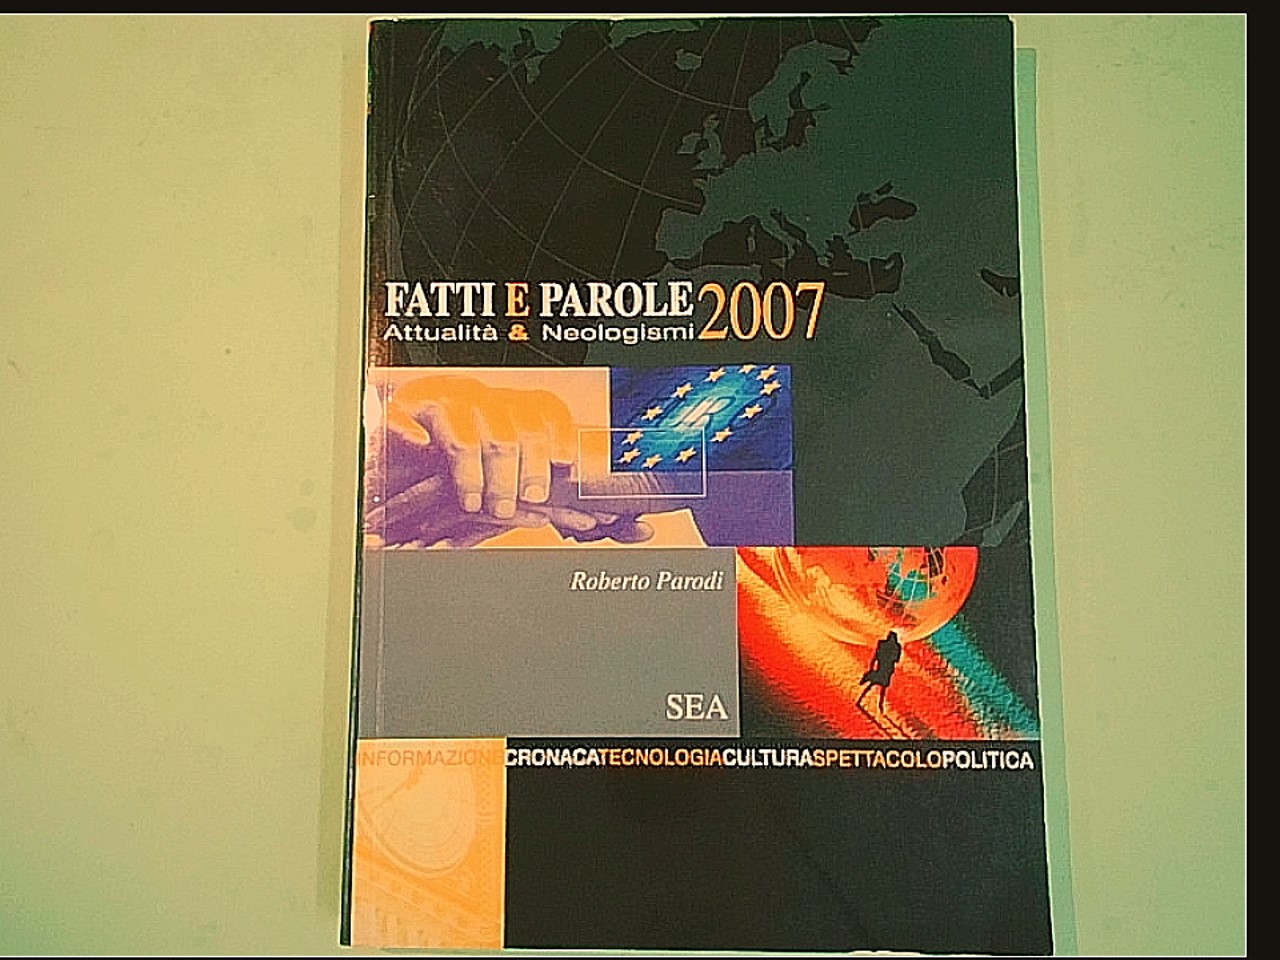 FATTI E PAROLE 2007
Attualità & Neologismi
Roberto Parodi
SEA
INFORMAZIONECRONACATECNOLOGIACULTURASPETTACOLOPOLITICA